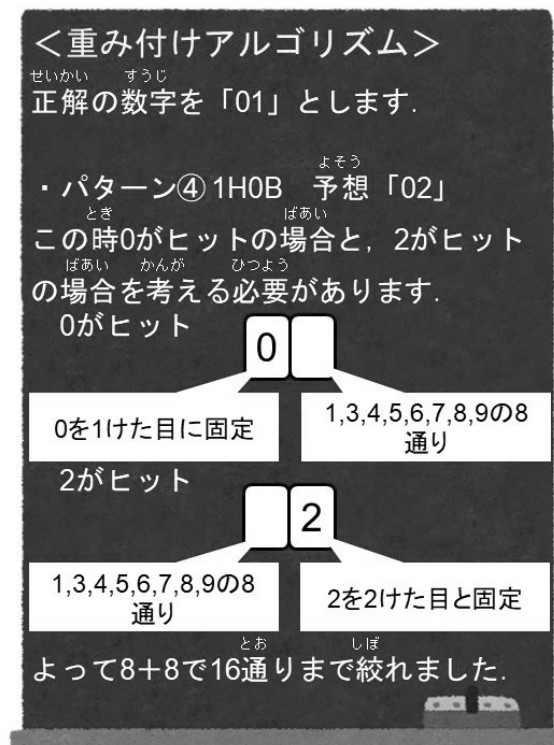 ＜重み付けアルゴリズム＞
せいかい すうじ
正解の数字を「01」とします.
よそう
・パターン④ 1H0B 予想「02」
とき ばあい
この時0がヒットの場合と，2がヒット
ばあい かんが ひつよう
の場合を考える必要があります.
0がヒット
0
0を1けた目に固定
1,3,4,5,6,7,8,9の8
通り
2がヒット
2
1,3,4,5,6,7,8,9の8
通り
2を2けた目と固定
とお しぼ
よって8＋8で16通りまで絞れました.